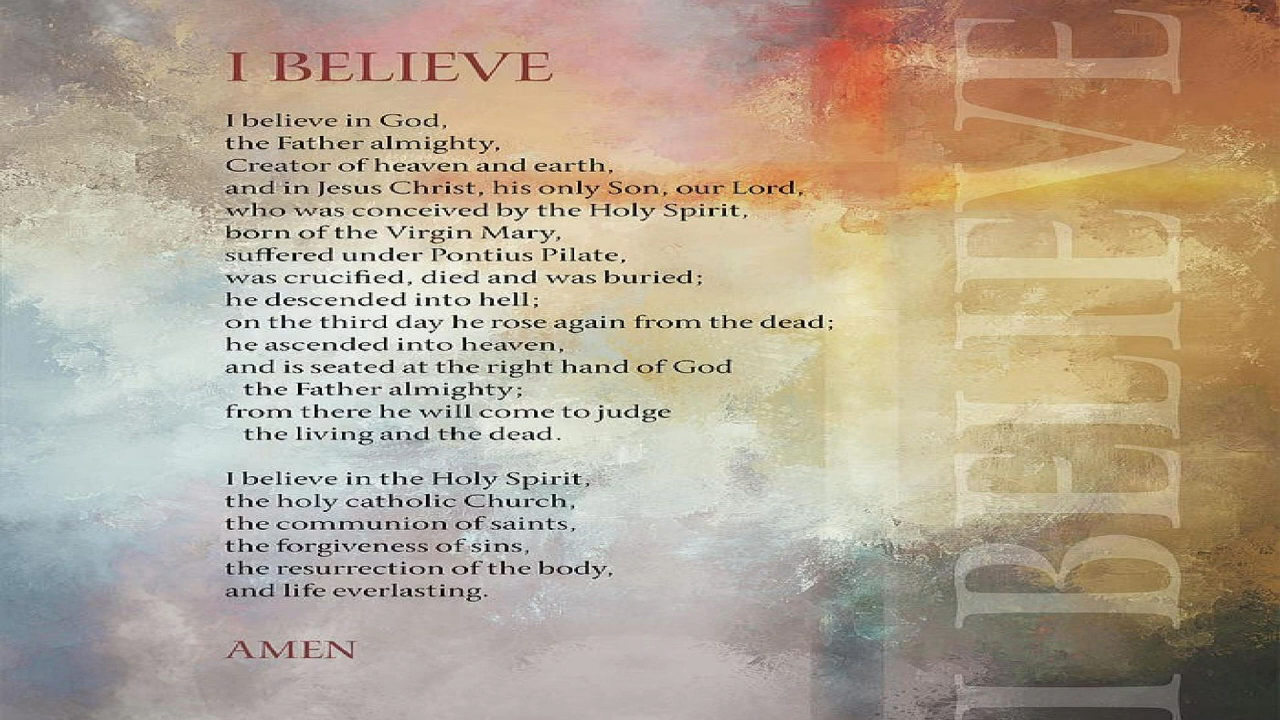 I BELIEVE
I believe in God,
the Father almighty,
Creator of heaven and earth,
and in Jesus Christ, his only Son, our Lord,
who was conceived by the Holy Spirit,
born of the Virgin Mary,
suffered under Pontius Pilate,
was crucified, died and was buried;
he descended into hell;
on the third day he rose again from the dead;
he ascended into heaven,
and is seated at the right hand of God
the Father almighty;
from there he will come to judge
the living and the dead.
I believe in the Holy Spirit,
the holy catholic Church,
the communion of saints,
the forgiveness of sins,
the resurrection of the body,
and life everlasting.
AMEN
I BELIEVE